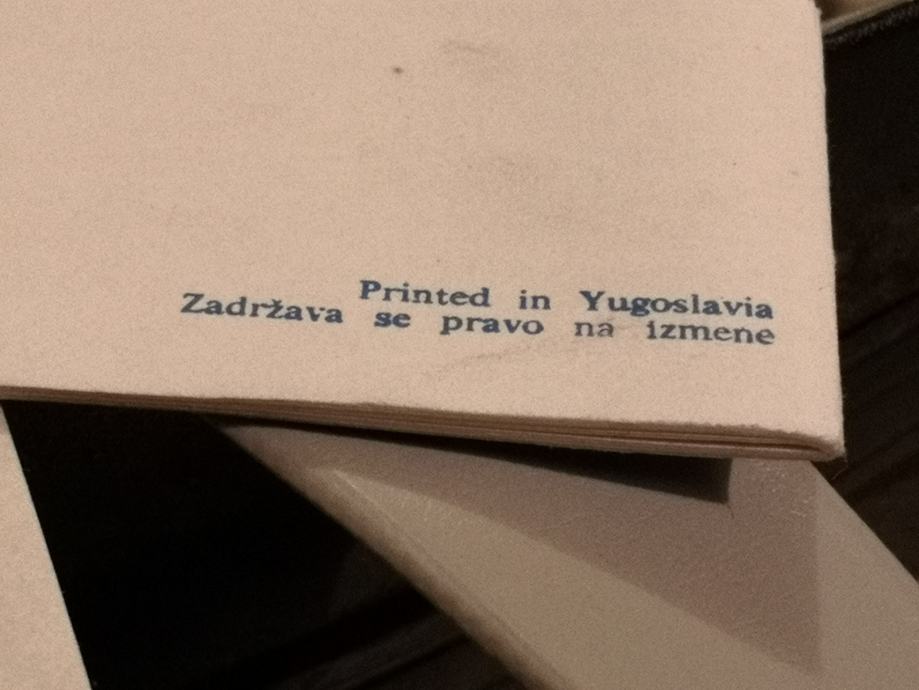 Printed in Yugoslavia
Zadržava se pravo na izmene